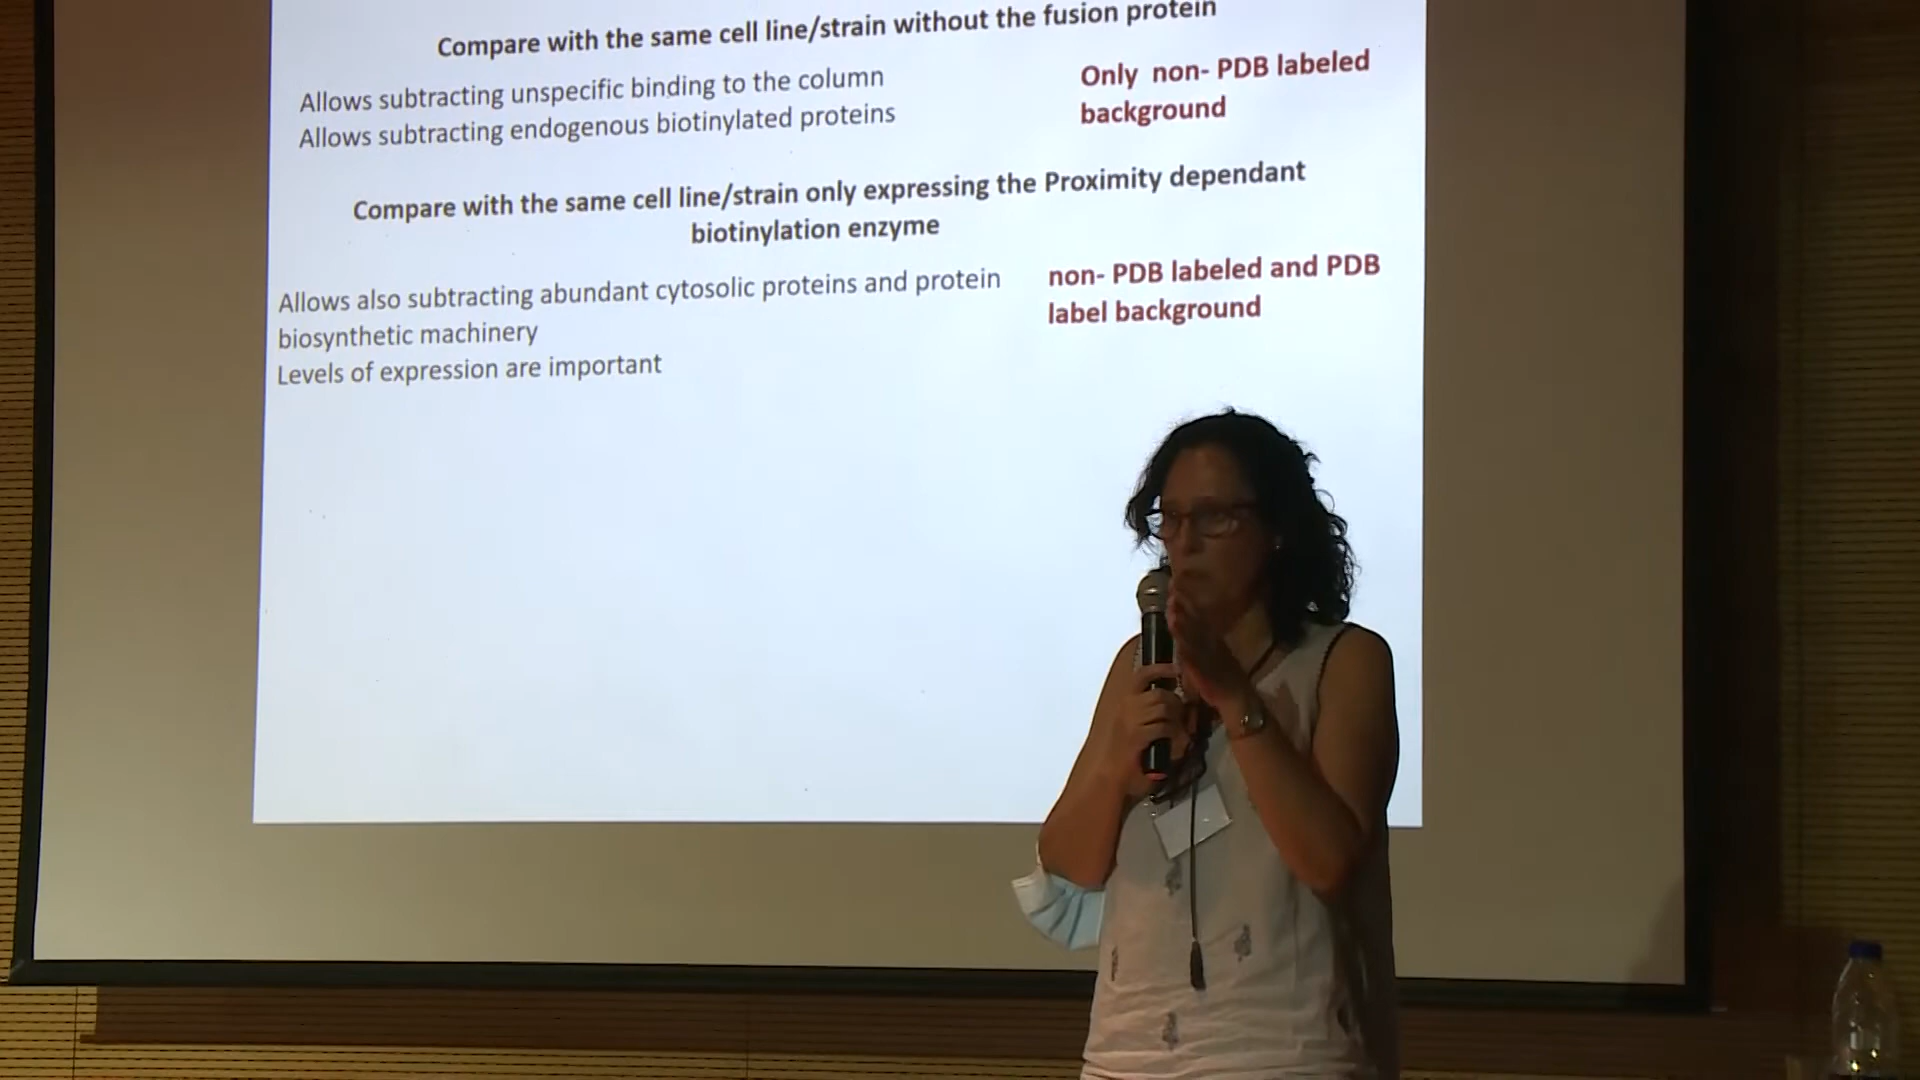 Compare with the same cell line/strain without the fusion protein
Allows subtracting unspecific binding to the column
Allows subtracting endogenous biotinylated proteins
Only non- PDB labeled
background
Compare with the same cell line/strain only expressing the Proximity dependant
biotinylation enzyme
Allows also subtracting abundant cytosolic proteins and protein
biosynthetic machinery
Levels of expression are important
non- PDB labeled and PDB
label background